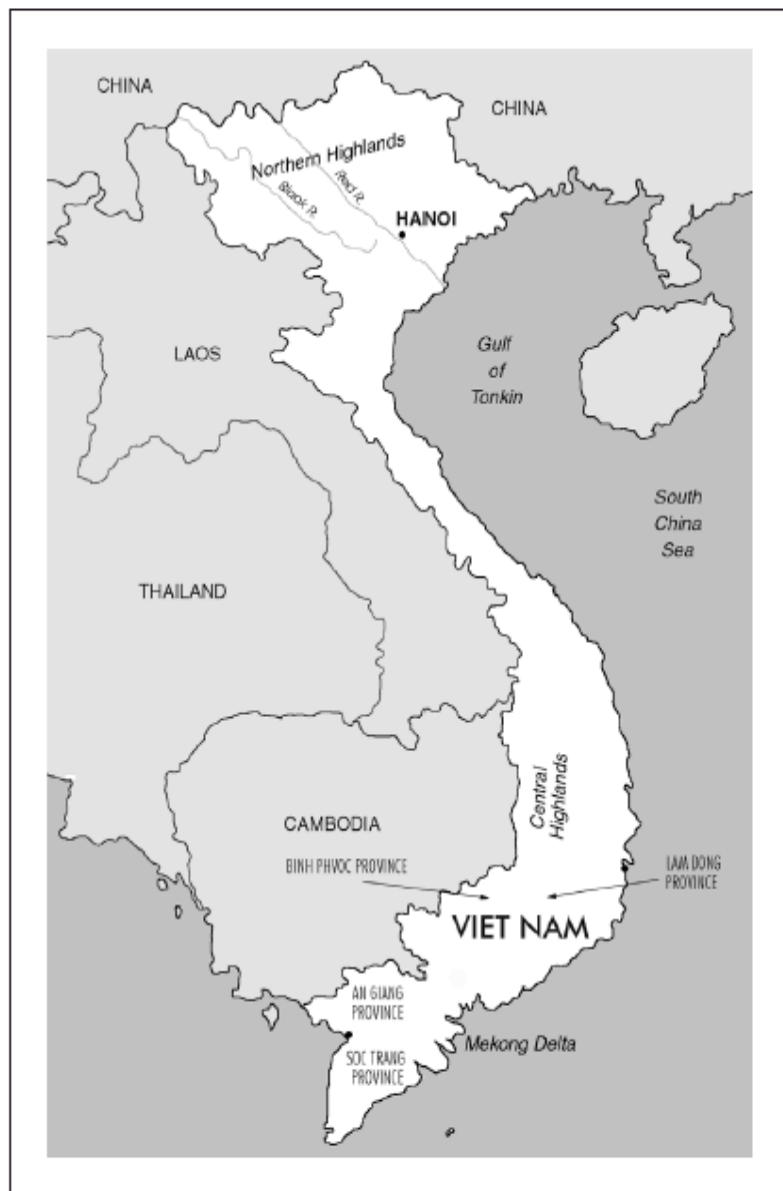 CHINA
CHINA
Northern Highlands
Red R.
Black R.
HANOI
LAOS
Gulf
of
Tonkin
South
China
Sea
THAILAND
Central
Highlands
CAMBODIA
BINH PHVOC PROVINCE
LAM DONG
PROVINCE
VIET NAM
AN GIANG
PROVINCE
Mekong Delta
SOC TRANG
PROVINCE